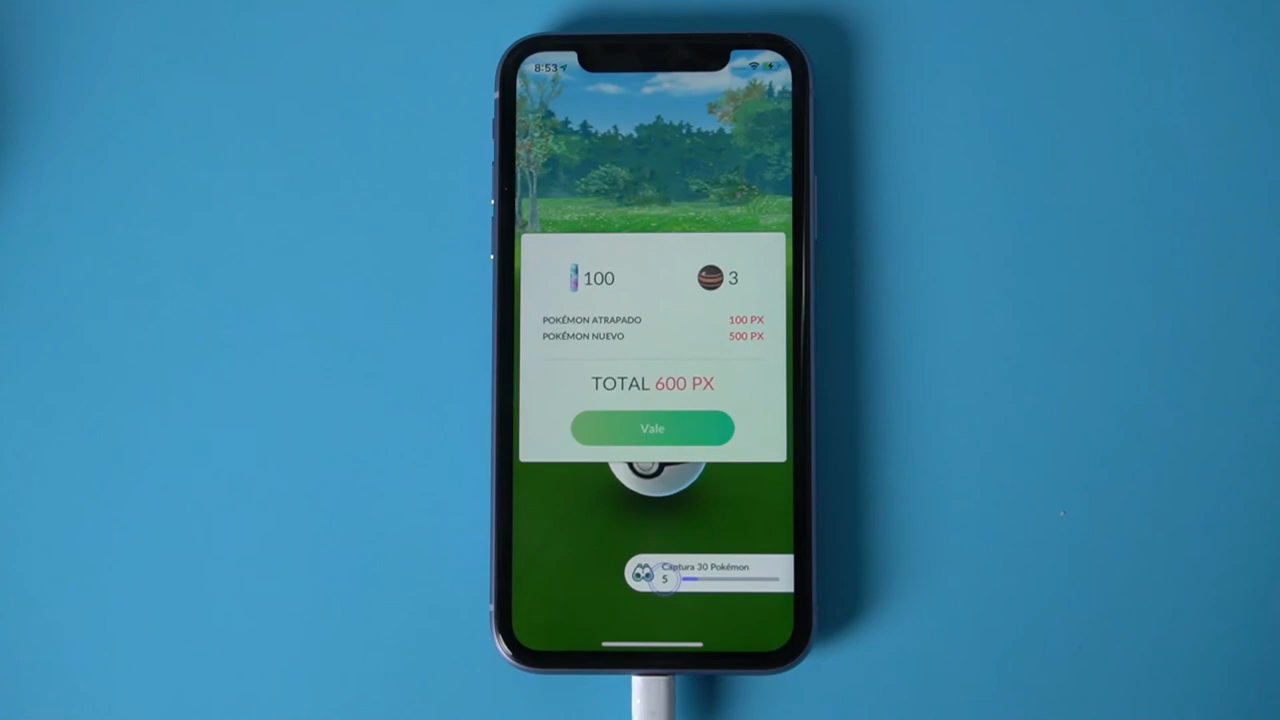 8:53
100
3
POKÉMON ATRAPADO 100 PX
POKÉMON NUEVO 500 PX
TOTAL 600 PX
Vale
Captura 30 Pokémon
5